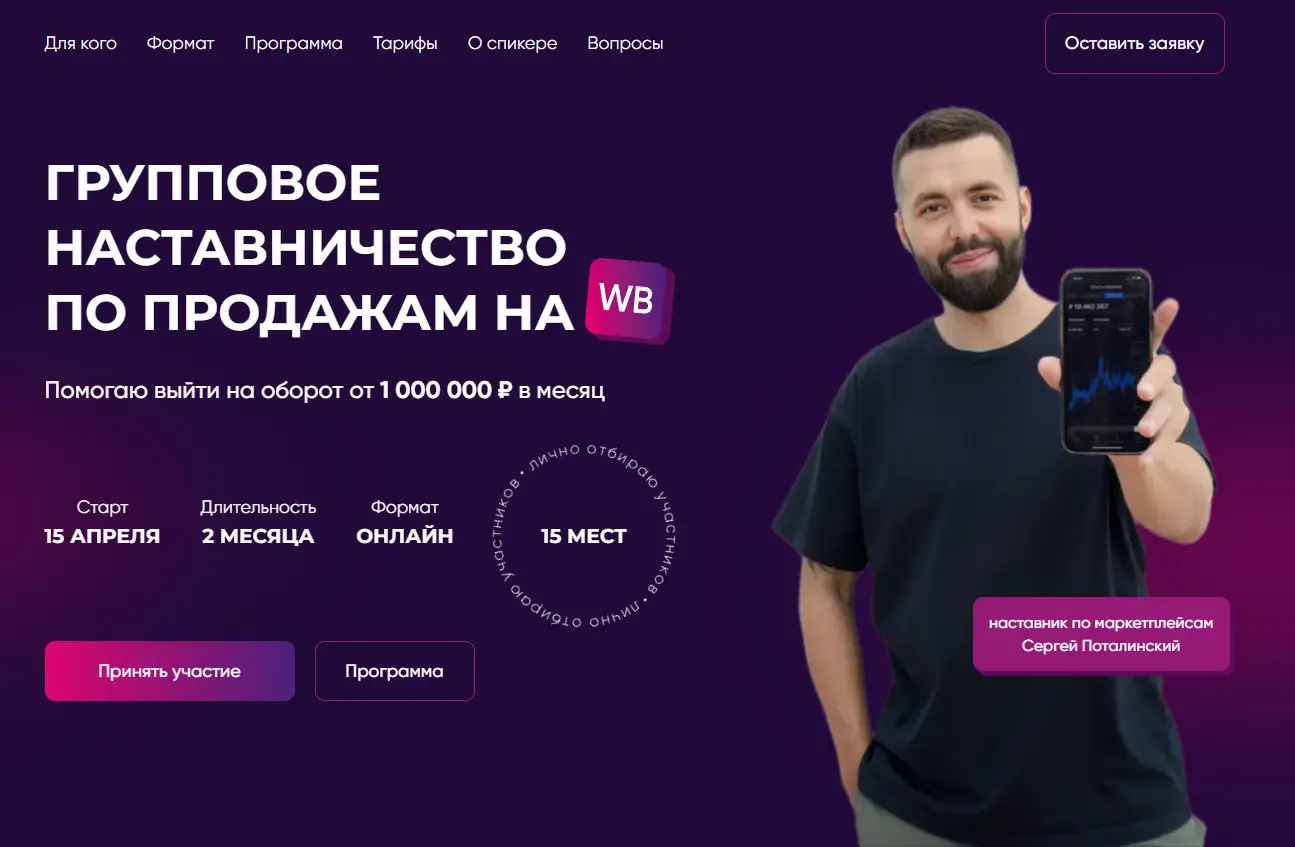 Для кого
Формат
Программа
Тарифы
О спикере
Вопросы
Оставить заявку
ГРУППОВОЕ
НАСТАВНИЧЕСТВО
ПО ПРОДАЖАМ НА
WB
Помогаю выйти на оборот от 1 000 000 ₽ в месяц
Старт
15 АПРЕЛЯ
Длительность
2 МЕСЯЦА
Формат
ОНЛАЙН
лично отбираю участников • лично отбираю участников •
15 МЕСТ
наставник по маркетплейсам
Сергей Поталинский
Принять участие
Программа